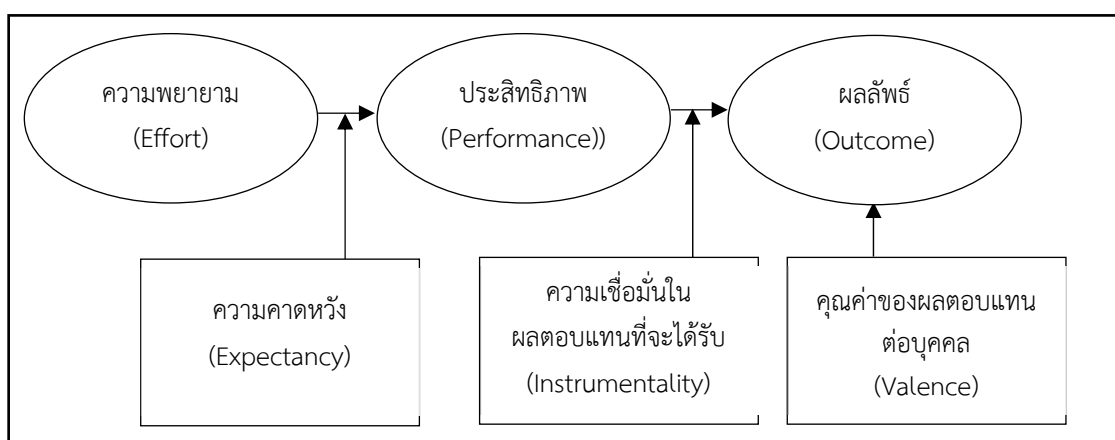 ความพยายาม
(Effort)
ประสิทธิภาพ
(Performance))
ผลลัพธ์
(Outcome)
ความคาดหวัง
(Expectancy)
ความเชื่อมั่นใน
ผลตอบแทนที่จะได้รับ
(Instrumentality)
คุณค่าของผลตอบแทน
ต่อบุคคล
(Valence)